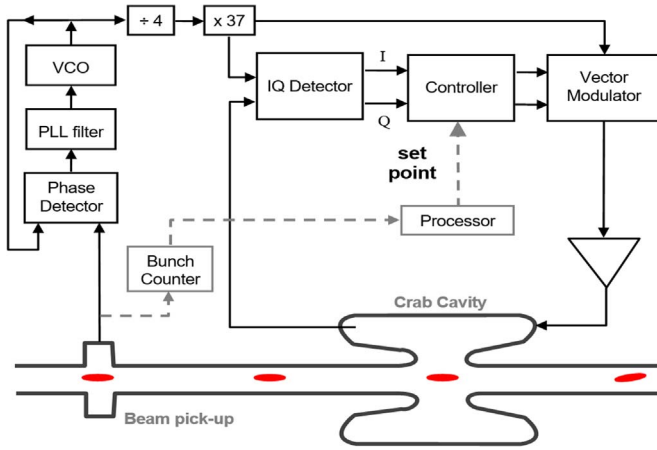 ÷ 4
x 37
VCO
PLL filter
Phase
Detector
IQ Detector
I
Q
Controller
Vector
Modulator
set
point
Processor
Bunch
Counter
Crab Cavity
Beam pick-up